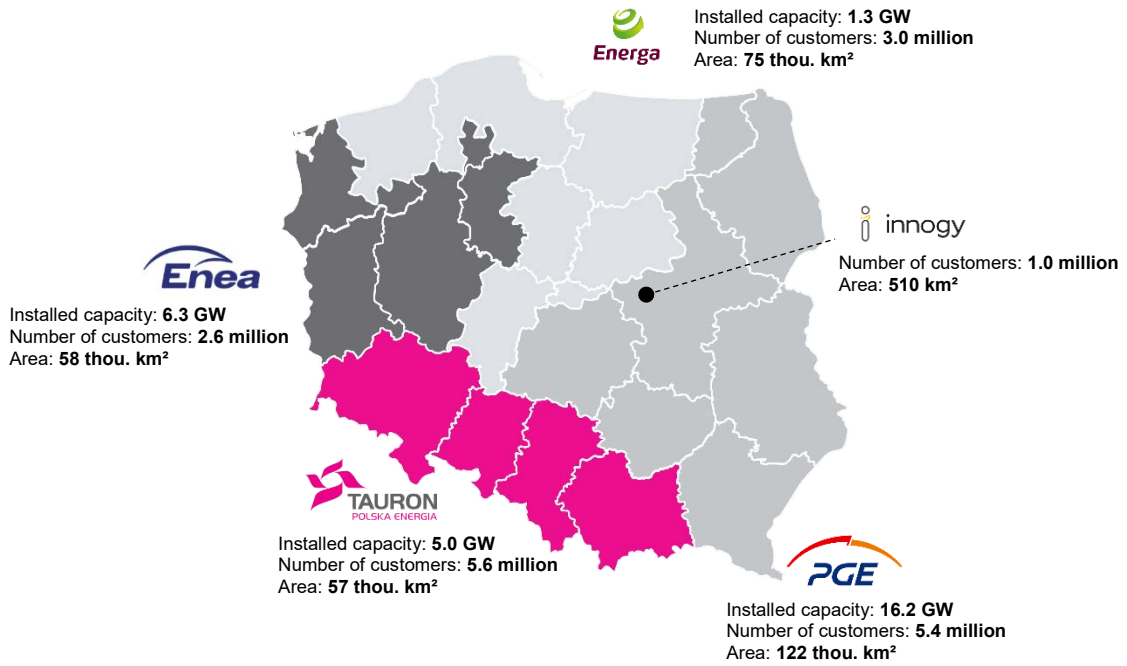 Energa
Installed capacity: 1.3 GW
Number of customers: 3.0 million
Area: 75 thou. km²
innogy
Number of customers: 1.0 million
Area: 510 km²
Enea
Installed capacity: 6.3 GW
Number of customers: 2.6 million
Area: 58 thou. km²
TAURON
POLSKA ENERGIA
Installed capacity: 5.0 GW
Number of customers: 5.6 million
Area: 57 thou. km²
PGE
Installed capacity: 16.2 GW
Number of customers: 5.4 million
Area: 122 thou. km²